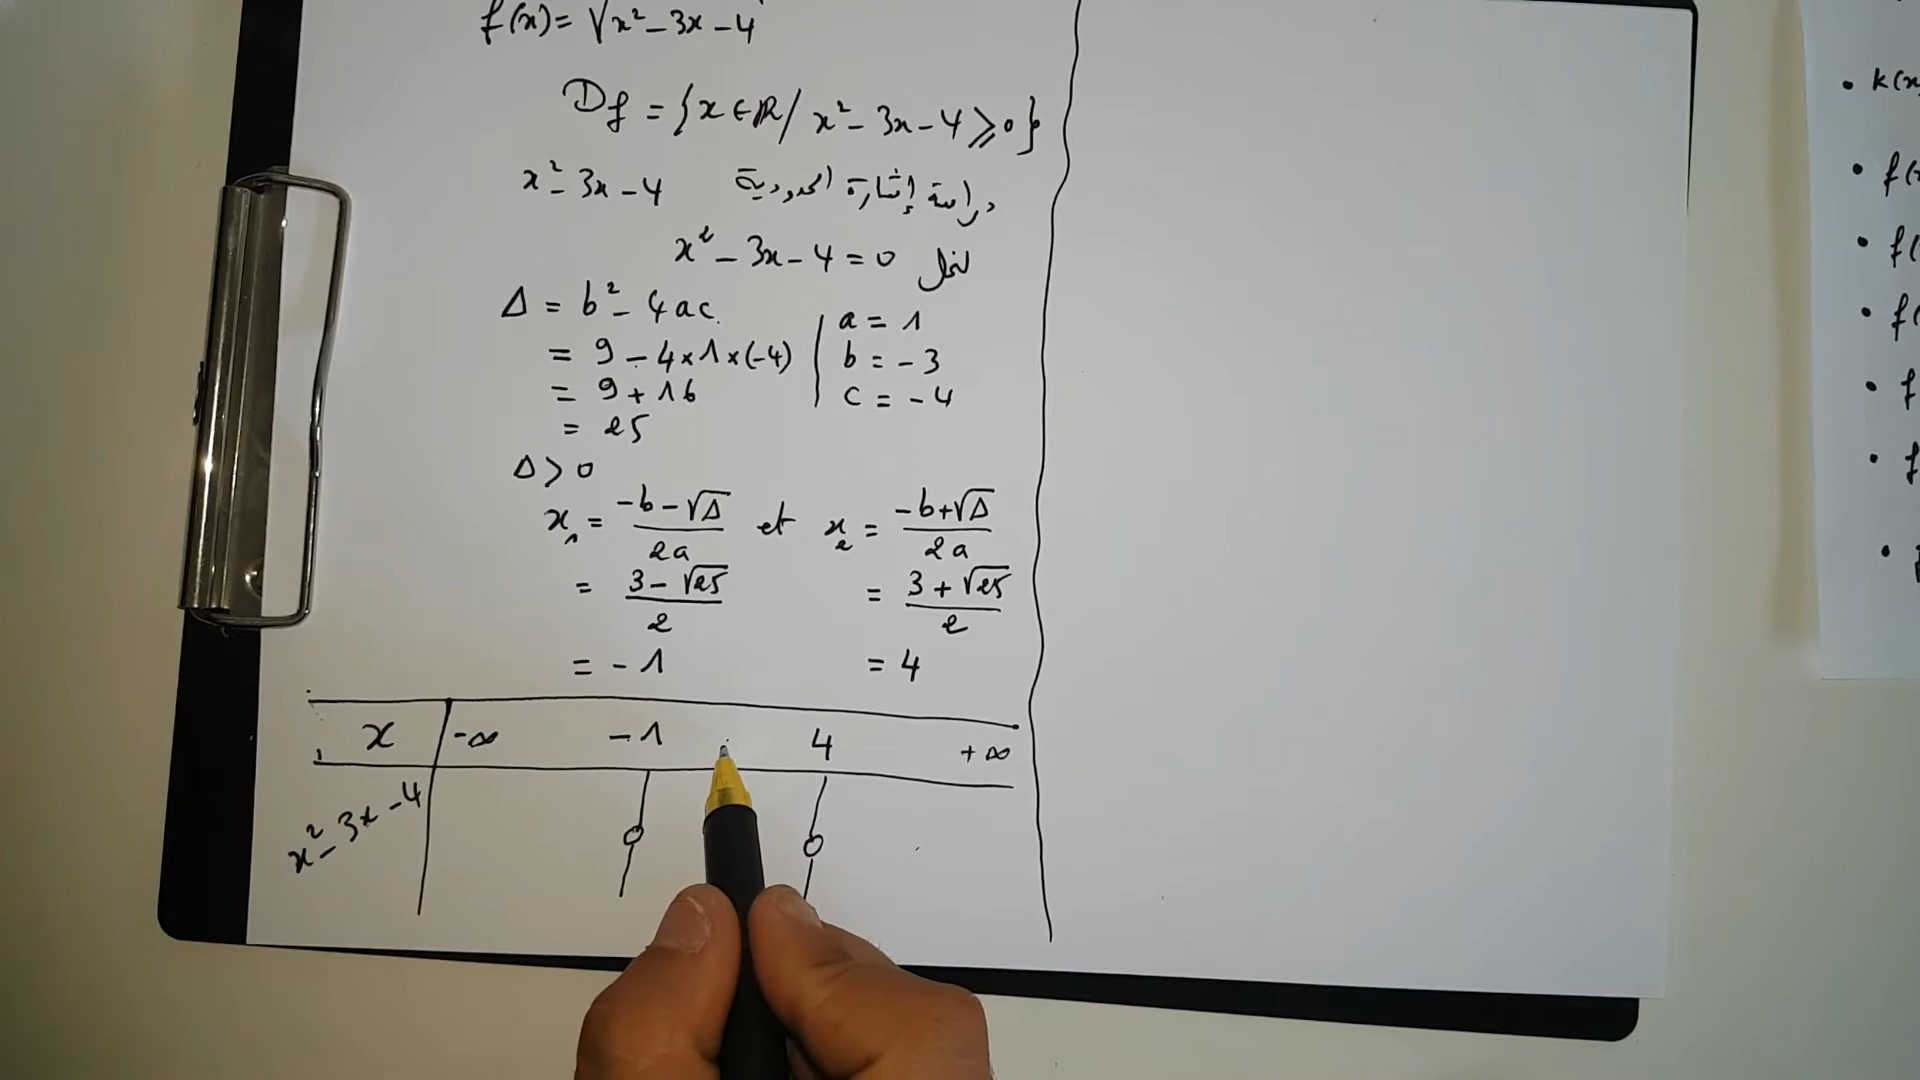 f(x) = √x² - 3x - 4
Df = {x ∈ ℝ / x² - 3x - 4 ⩾ 0}
x² - 3x - 4 دراسة إشارة الحدودية
x² - 3x - 4 = 0 لنحل
Δ = b² - 4ac
= 9 - 4×1×(-4)
= 9 + 16
= 25
a = 1
b = -3
c = -4
Δ > 0
x₁ = (-b - √Δ)/2a et x₂ = (-b + √Δ)/2a
= (3 - √25)/2 = (3 + √25)/2
= -1 = 4
x -∞ -1 4 +∞
x² - 3x - 4 0 0
• k(x
• f(
• f(
• f(
• f
• f